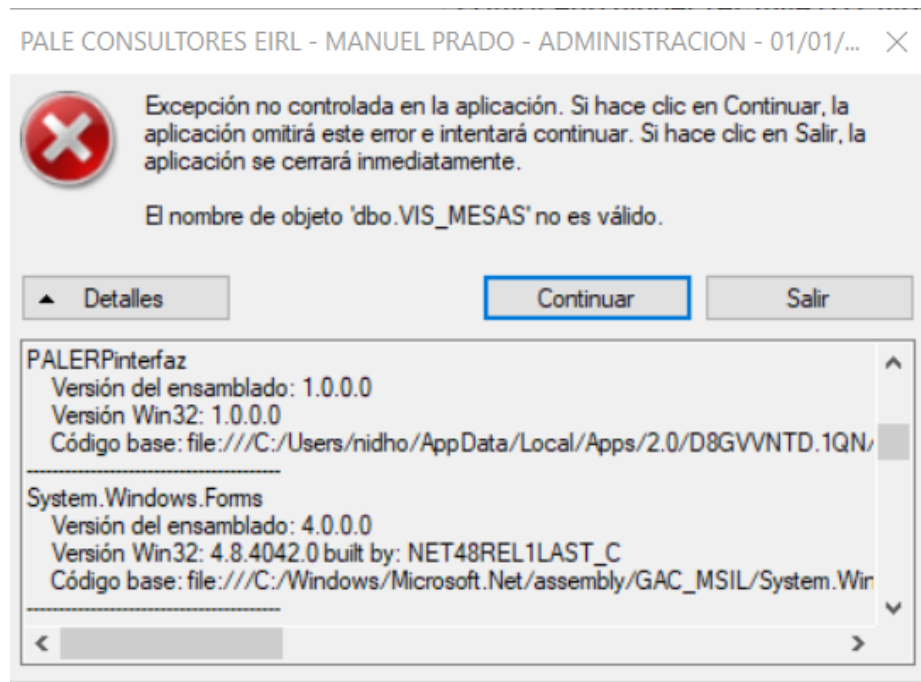 PALE CONSULTORES EIRL - MANUEL PRADO - ADMINISTRACION - 01/01/...
Excepción no controlada en la aplicación. Si hace clic en Continuar, la
aplicación omitirá este error e intentará continuar. Si hace clic en Salir, la
aplicación se cerrará inmediatamente.
El nombre de objeto 'dbo.VIS_MESAS' no es válido.
Detalles
Continuar
Salir
PALERPinterfaz
Versión del ensamblado: 1.0.0.0
Versión Win32: 1.0.0.0
Código base: file:///C:/Users/nidho/AppData/Local/Apps/2.0/D8GVVNTD.1QN/
----------------------------------------
System.Windows.Forms
Versión del ensamblado: 4.0.0.0
Versión Win32: 4.8.4042.0 built by: NET48REL1LAST_C
Código base: file:///C:/Windows/Microsoft.Net/assembly/GAC_MSIL/System.Win
----------------------------------------